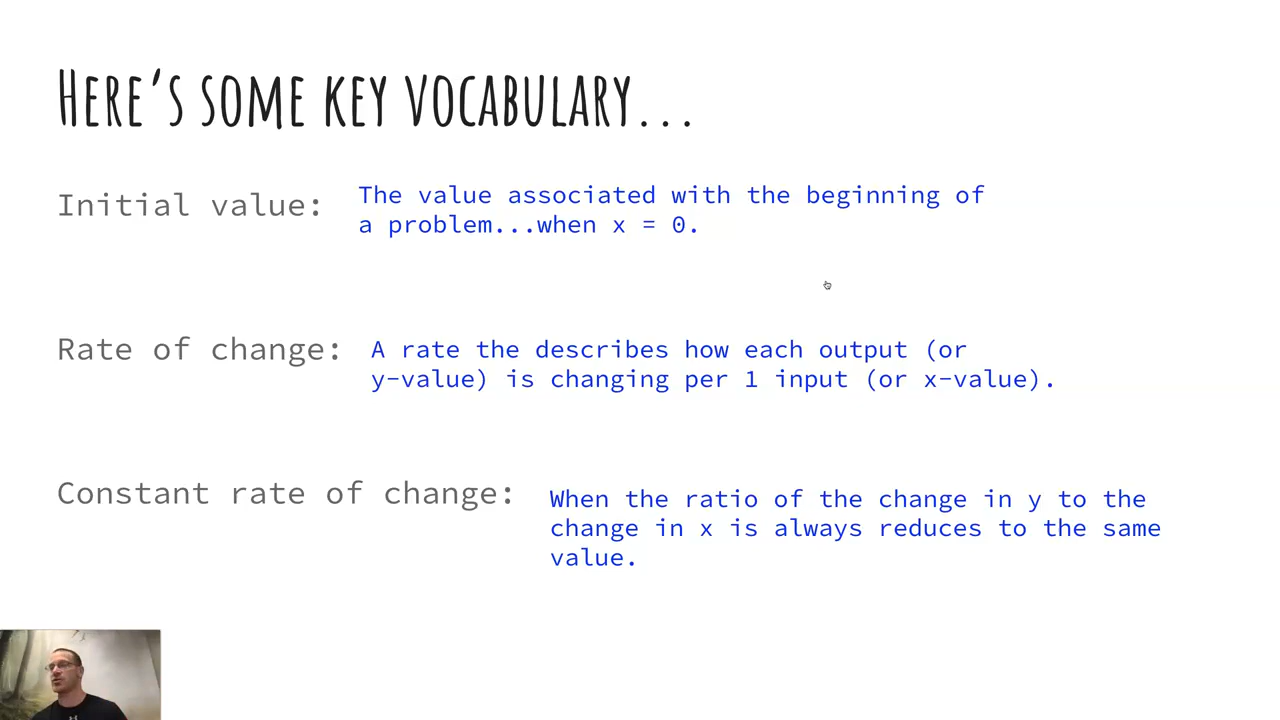 Here's some key vocabulary...
Initial value:
The value associated with the beginning of
a problem...when x = 0.
Rate of change:
A rate the describes how each output (or
y-value) is changing per 1 input (or x-value).
Constant rate of change:
When the ratio of the change in y to the
change in x is always reduces to the same
value.